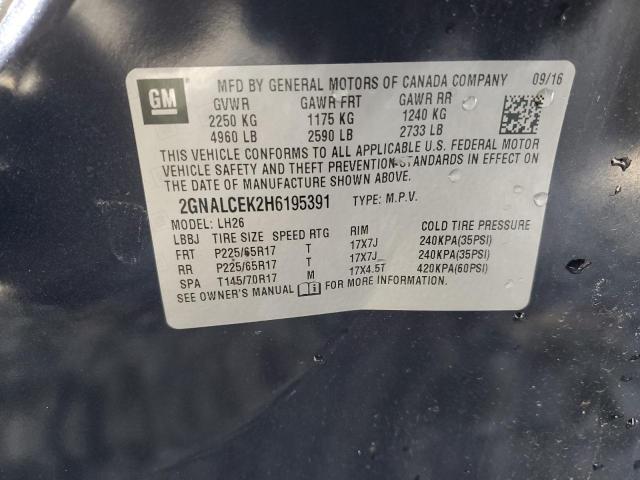 GM
MFD BY GENERAL MOTORS OF CANADA COMPANY 09/16
GVWR GAWR FRT GAWR RR
2250 KG 1175 KG 1240 KG
4960 LB 2590 LB 2733 LB
THIS VEHICLE CONFORMS TO ALL APPLICABLE U.S. FEDERAL MOTOR
VEHICLE SAFETY AND THEFT PREVENTION STANDARDS IN EFFECT ON
THE DATE OF MANUFACTURE SHOWN ABOVE.
2GNALCEK2H6195391 TYPE: M.P.V.
MODEL: LH26
LBBJ TIRE SIZE SPEED RTG RIM COLD TIRE PRESSURE
FRT P225/65R17 T 17X7J 240KPA(35PSI)
RR P225/65R17 T 17X7J 240KPA(35PSI)
SPA T145/70R17 M 17X4.5T 420KPA(60PSI)
SEE OWNER'S MANUAL FOR MORE INFORMATION.